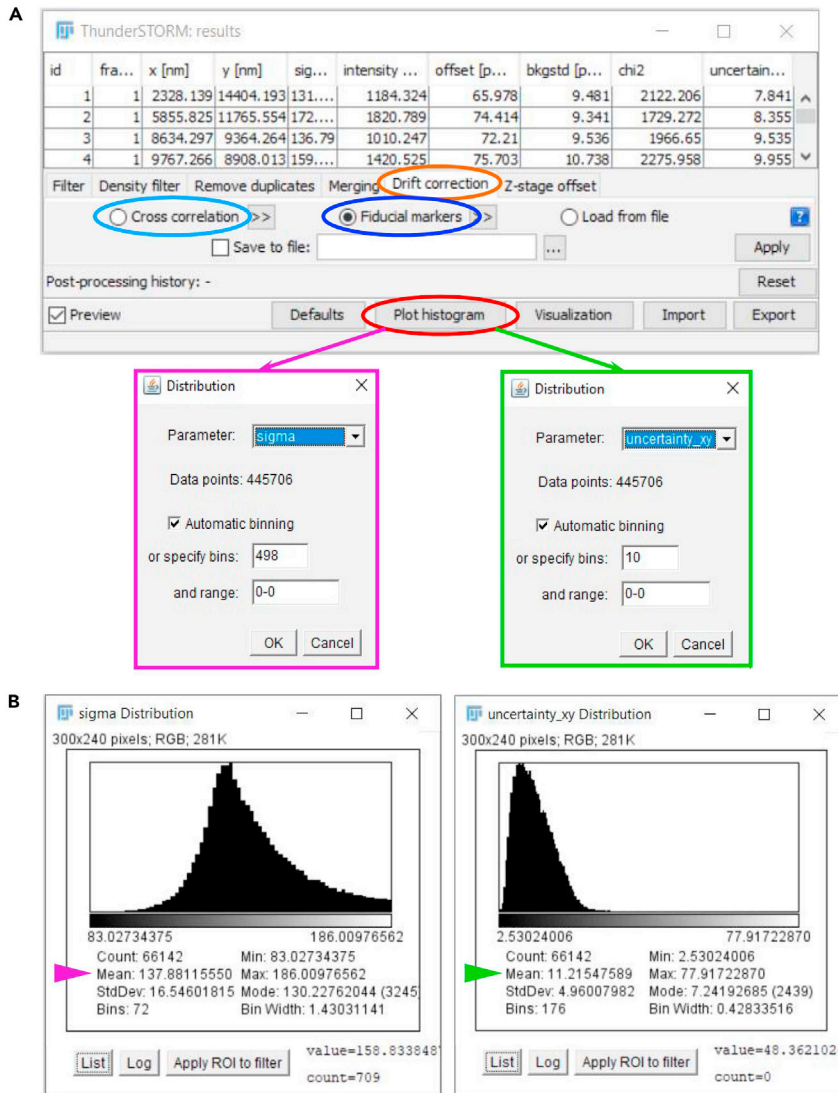 A
ThunderSTORM: results
id fra... x [nm] y [nm] sig... intensity ... offset [p... bkgstd [p... chi2 uncertain...
1 1 2328.139 14404.193 131.... 1184.324 65.978 9.481 2122.206 7.841
2 1 5855.825 11765.554 172.... 1820.789 74.414 9.341 1729.272 8.355
3 1 8634.297 9364.264 136.79 1010.247 72.21 9.536 1966.65 9.535
4 1 9767.266 8908.013 159.... 1420.525 75.703 10.738 2275.958 9.955
Filter Density filter Remove duplicates Merging Drift correction Z-stage offset
Cross correlation >> Fiducial markers >> Load from file ?
Save to file: ... Apply
Post-processing history: - Reset
Preview Defaults Plot histogram Visualization Import Export
Distribution
Parameter: sigma
Data points: 445706
Automatic binning
or specify bins: 498
and range: 0-0
OK Cancel
Distribution
Parameter: uncertainty_xy
Data points: 445706
Automatic binning
or specify bins: 10
and range: 0-0
OK Cancel
B
sigma Distribution
300x240 pixels; RGB; 281K
83.02734375 186.00976562
Count: 66142 Min: 83.02734375
Mean: 137.88115550 Max: 186.00976562
StdDev: 16.54601815 Mode: 130.22762044 (3245)
Bins: 72 Bin Width: 1.43031141
List Log Apply ROI to filter
value=158.833848
count=709
uncertainty_xy Distribution
300x240 pixels; RGB; 281K
2.53024006 77.91722870
Count: 66142 Min: 2.53024006
Mean: 11.21547589 Max: 77.91722870
StdDev: 4.96007982 Mode: 7.24192685 (2439)
Bins: 176 Bin Width: 0.42833516
List Log Apply ROI to filter
value=48.362102
count=0